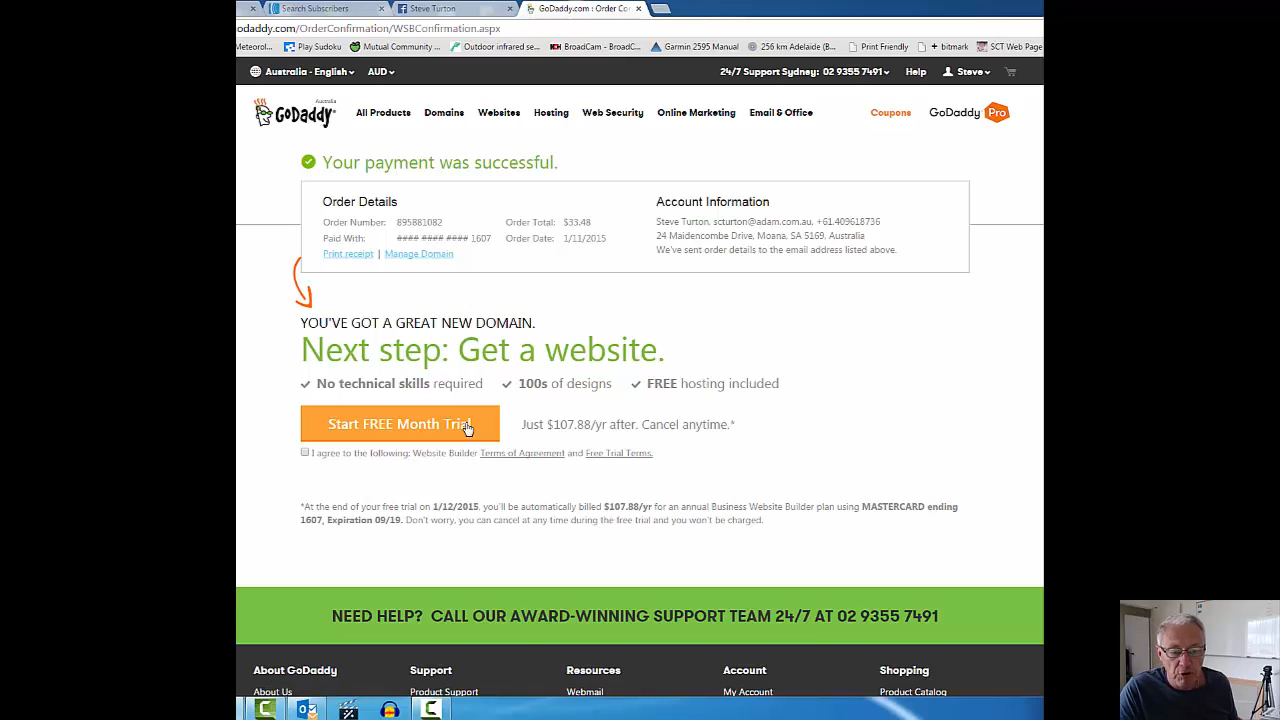 Search Subscribers
Steve Turton
GoDaddy.com : Order Co
odaddy.com/OrderConfirmation/WSBConfirmation.aspx
Meteorol... Play Sudoku Mutual Community ... Outdoor infrared se... BroadCam - BroadC... Garmin 2595 Manual 256 km Adelaide (B... Print Friendly + bitmark SCT Web Page
Australia - English AUD 24/7 Support Sydney: 02 9355 7491 Help Steve
Australia
GoDaddy All Products Domains Websites Hosting Web Security Online Marketing Email & Office Coupons GoDaddy Pro
Your payment was successful.
Order Details
Order Number: 895881082 Order Total: $33.48
Paid With: #### #### #### 1607 Order Date: 1/11/2015
Print receipt | Manage Domain
Account Information
Steve Turton, scturton@adam.com.au, +61.409618736
24 Maidencombe Drive, Moana, SA 5169, Australia
We've sent order details to the email address listed above.
YOU'VE GOT A GREAT NEW DOMAIN.
Next step: Get a website.
No technical skills required 100s of designs FREE hosting included
Start FREE Month Trial Just $107.88/yr after. Cancel anytime.*
I agree to the following: Website Builder Terms of Agreement and Free Trial Terms.
*At the end of your free trial on 1/12/2015, you'll be automatically billed $107.88/yr for an annual Business Website Builder plan using MASTERCARD ending
1607, Expiration 09/19. Don't worry, you can cancel at any time during the free trial and you won't be charged.
NEED HELP? CALL OUR AWARD-WINNING SUPPORT TEAM 24/7 AT 02 9355 7491
About GoDaddy Support Resources Account Shopping
About Us Product Support Webmail My Account Product Catalog